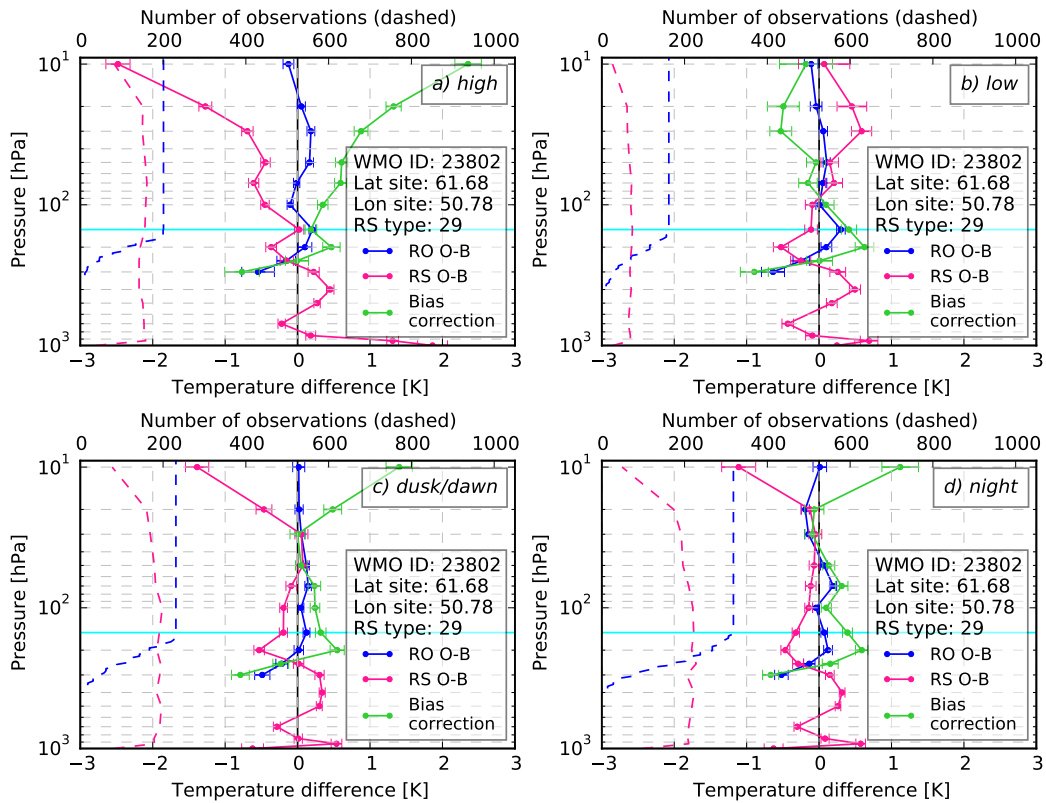 Number of observations (dashed)
0 200 400 600 800 1000
Pressure [hPa]
10¹
10²
10³
a) high
WMO ID: 23802
Lat site: 61.68
Lon site: 50.78
RS type: 29
RO O-B
RS O-B
Bias
correction
−3 −2 −1 0 1 2 3
Temperature difference [K]
Number of observations (dashed)
0 200 400 600 800 1000
Pressure [hPa]
10¹
10²
10³
b) low
WMO ID: 23802
Lat site: 61.68
Lon site: 50.78
RS type: 29
RO O-B
RS O-B
Bias
correction
−3 −2 −1 0 1 2 3
Temperature difference [K]
Number of observations (dashed)
0 200 400 600 800 1000
Pressure [hPa]
10¹
10²
10³
c) dusk/dawn
WMO ID: 23802
Lat site: 61.68
Lon site: 50.78
RS type: 29
RO O-B
RS O-B
Bias
correction
−3 −2 −1 0 1 2 3
Temperature difference [K]
Number of observations (dashed)
0 200 400 600 800 1000
Pressure [hPa]
10¹
10²
10³
d) night
WMO ID: 23802
Lat site: 61.68
Lon site: 50.78
RS type: 29
RO O-B
RS O-B
Bias
correction
−3 −2 −1 0 1 2 3
Temperature difference [K]